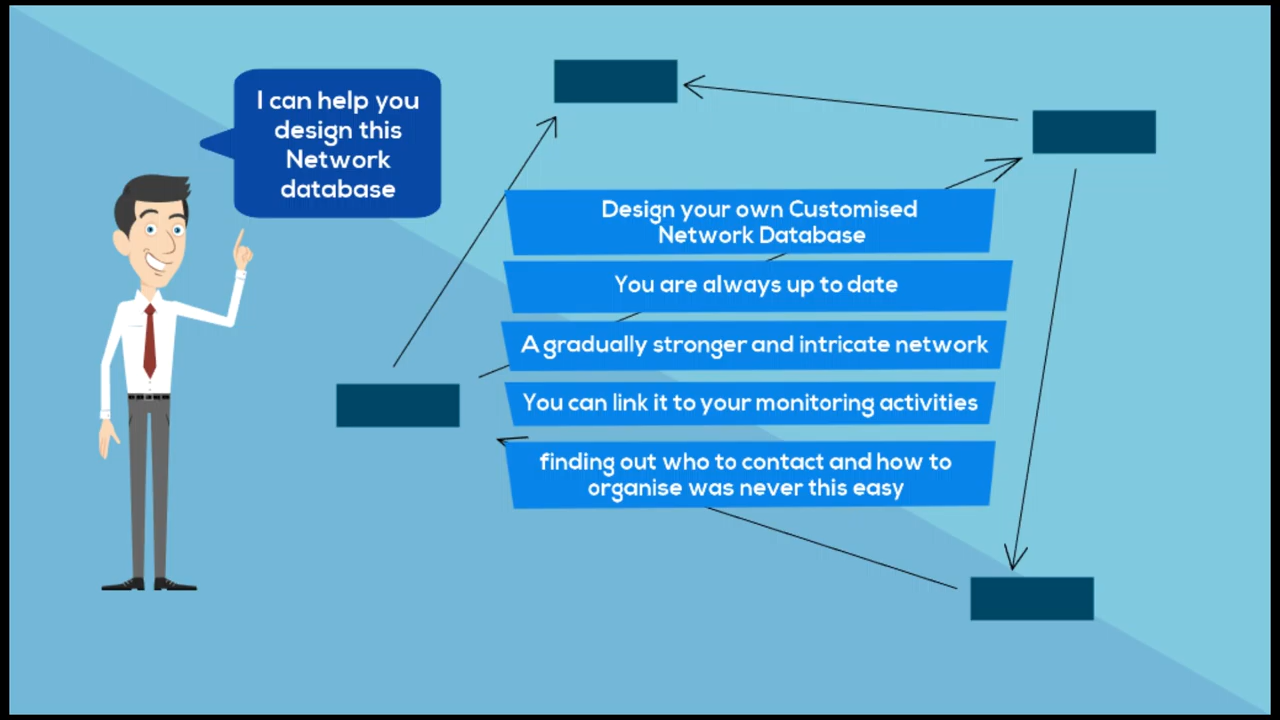 I can help you
design this
Network
database
Design your own Customised
Network Database
You are always up to date
A gradually stronger and intricate network
You can link it to your monitoring activities
finding out who to contact and how to
organise was never this easy